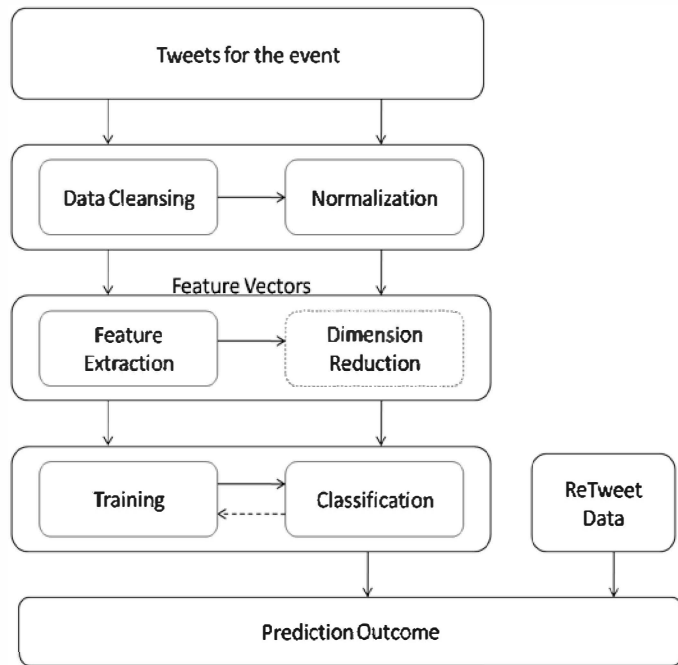 Tweets for the event
Data Cleansing
Normalization
Feature Vectors
Feature
Extraction
Dimension
Reduction
Training
Classification
ReTweet
Data
Prediction Outcome